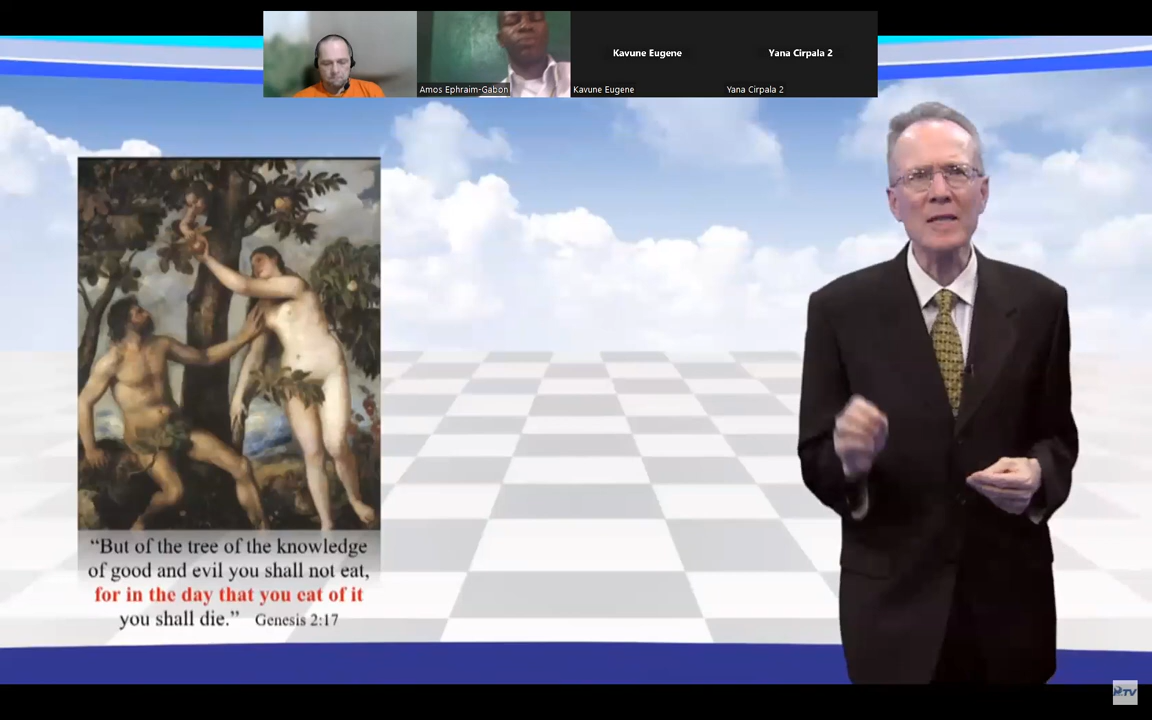 Kavune Eugene
Yana Cirpala 2
Amos Ephraim-Gabon
Kavune Eugene
Yana Cirpala 2
“But of the tree of the knowledge
of good and evil you shall not eat,
for in the day that you eat of it
you shall die.” Genesis 2:17
TV